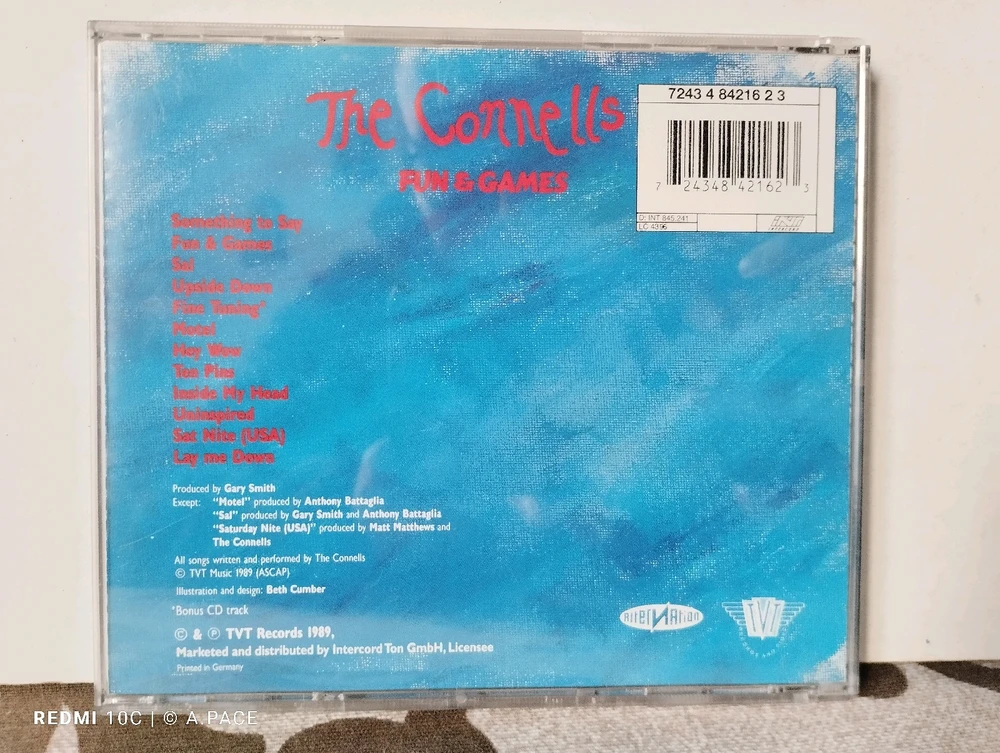 The Connells
FUN & GAMES
7243 4 84216 2 3
7 24348 42162 3
D: INT 845.241
LC 4396
INTERCORD
Something to Say
Fun & Games
Sal
Upside Down
Fine Tuning*
Motel
Hey Wow
Ten Pins
Inside My Head
Uninspired
Sat Nite (USA)
Lay me Down
Produced by Gary Smith
Except: "Motel" produced by Anthony Battaglia
"Sal" produced by Gary Smith and Anthony Battaglia
"Saturday Nite (USA)" produced by Matt Matthews and
The Connells
All songs written and performed by The Connells
© TVT Music 1989 (ASCAP)
Illustration and design: Beth Cumber
*Bonus CD track
© & ℗ TVT Records 1989,
Marketed and distributed by Intercord Ton GmbH, Licensee
Printed in Germany
AlterNation
TVT
REDMI 10C | © A.PACE